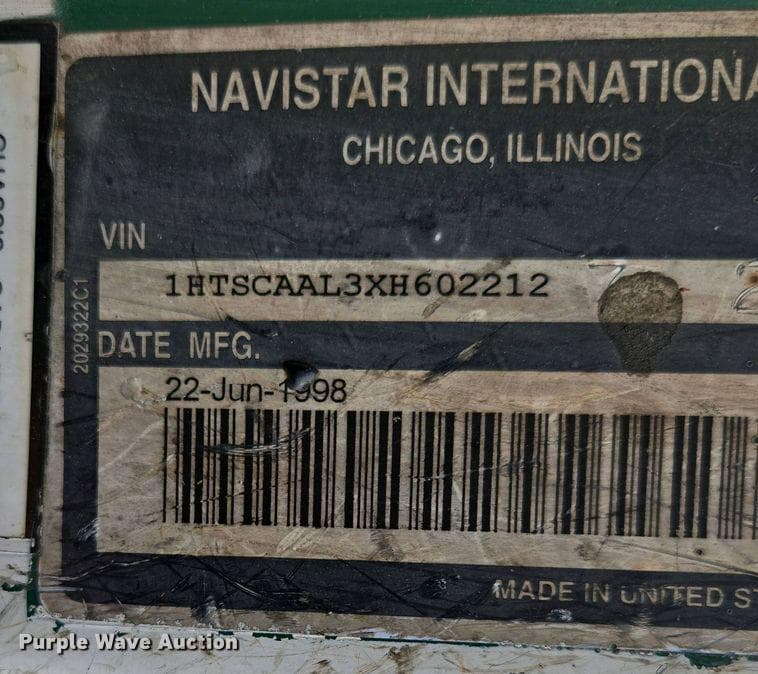 NAVISTAR INTERNATIONA
CHICAGO, ILLINOIS
VIN
1HTSCAAL3XH602212
2029322C1
DATE MFG.
22-Jun-1998
MADE IN UNITED ST
Purple Wave Auction